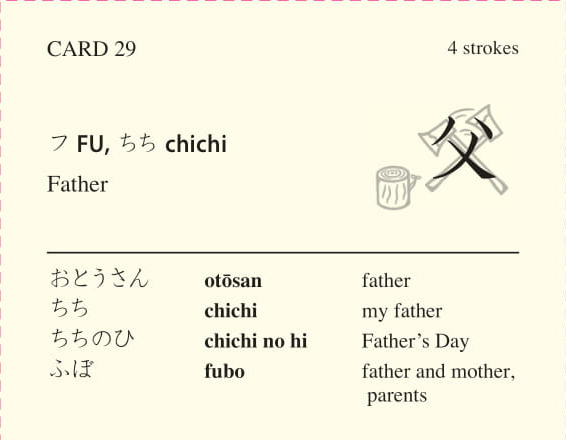 CARD 29
4 strokes
フ FU, ちち chichi
父
Father
おとうさん otōsan father
ちち chichi my father
ちちのひ chichi no hi Father's Day
ふぼ fubo father and mother,
parents